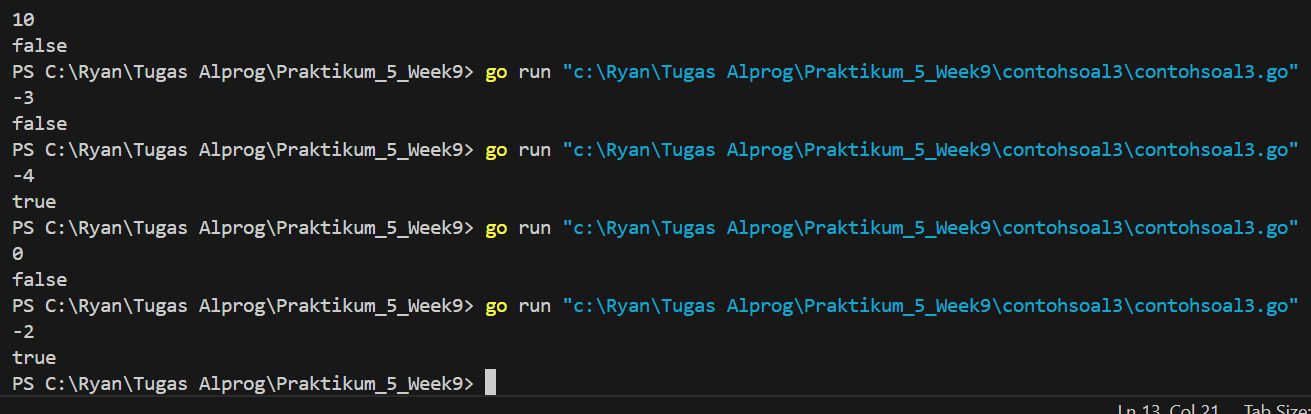 10
false
PS C:\Ryan\Tugas Alprog\Praktikum_5_Week9> go run "c:\Ryan\Tugas Alprog\Praktikum_5_Week9\contohsoal3\contohsoal3.go"
-3
false
PS C:\Ryan\Tugas Alprog\Praktikum_5_Week9> go run "c:\Ryan\Tugas Alprog\Praktikum_5_Week9\contohsoal3\contohsoal3.go"
-4
true
PS C:\Ryan\Tugas Alprog\Praktikum_5_Week9> go run "c:\Ryan\Tugas Alprog\Praktikum_5_Week9\contohsoal3\contohsoal3.go"
0
false
PS C:\Ryan\Tugas Alprog\Praktikum_5_Week9> go run "c:\Ryan\Tugas Alprog\Praktikum_5_Week9\contohsoal3\contohsoal3.go"
-2
true
PS C:\Ryan\Tugas Alprog\Praktikum_5_Week9>
Ln 13, Col 21 Tab Size: